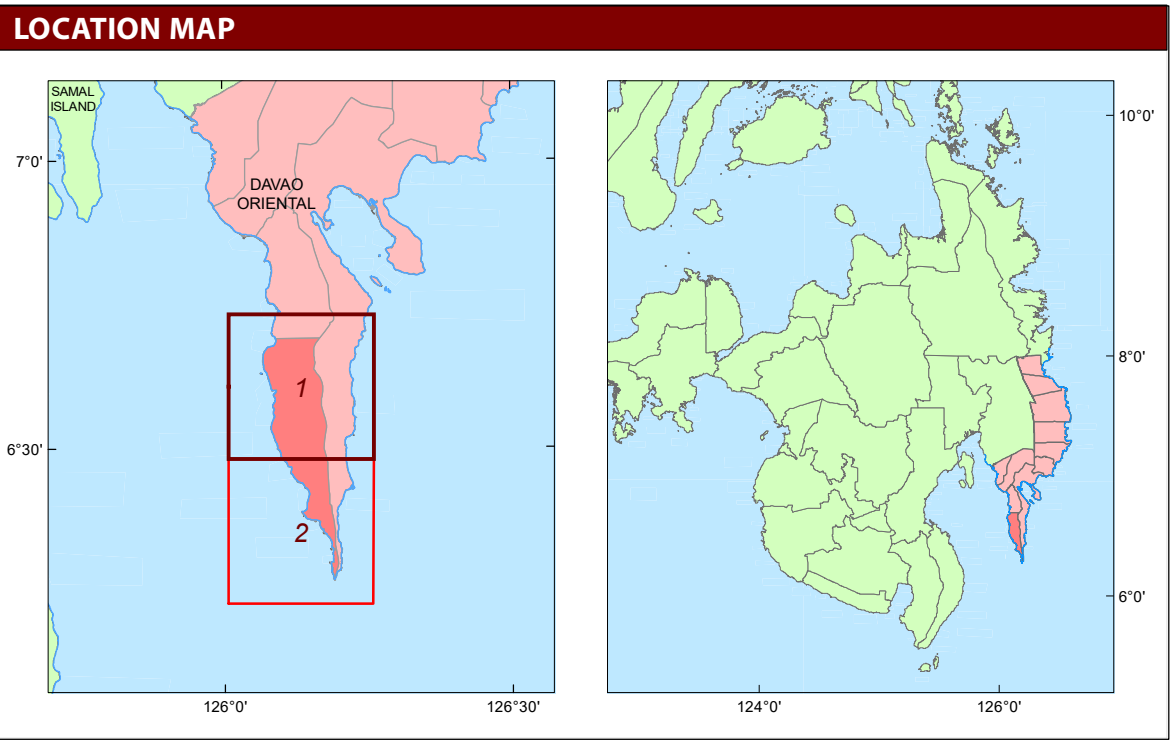 LOCATION MAP
SAMAL
ISLAND
7°0'
DAVAO
ORIENTAL
1
6°30'
2
126°0'
126°30'
10°0'
8°0'
6°0'
124°0'
126°0'